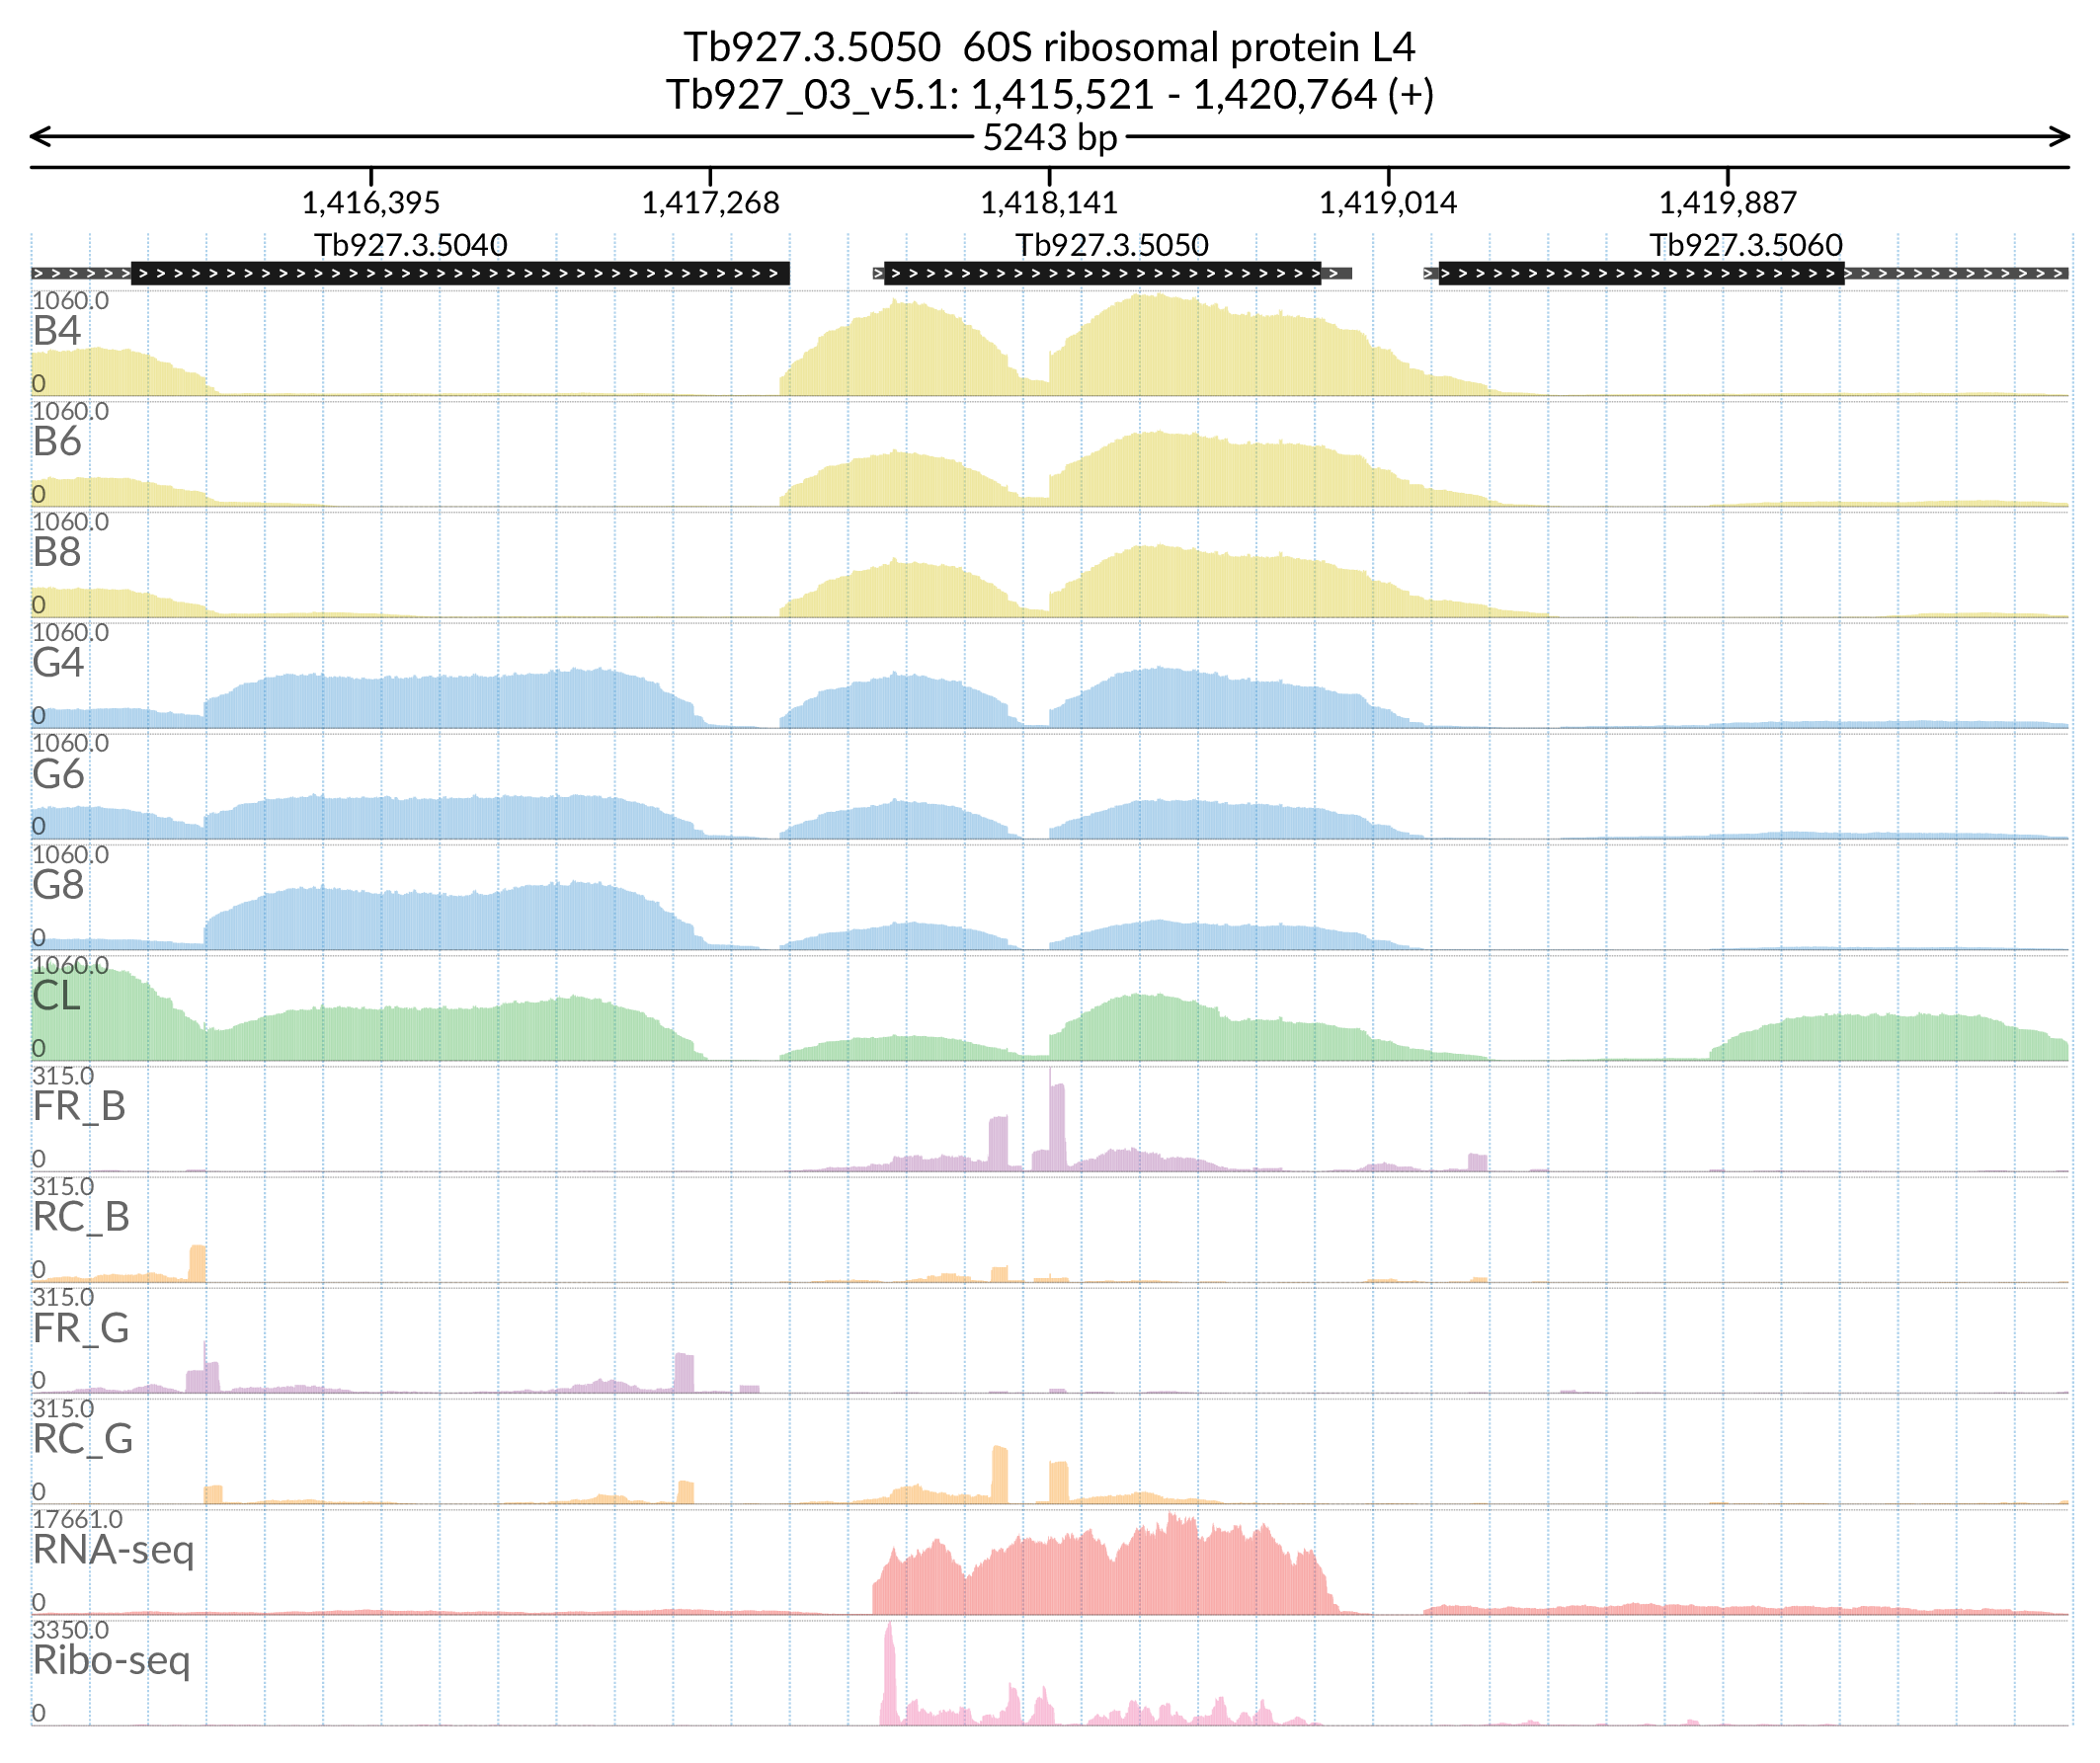 Tb927.3.5050  60S ribosomal protein L4
Tb927_03_v5.1: 1,415,521 - 1,420,764 (+)
5243 bp
1,416,395 1,417,268 1,418,141 1,419,014 1,419,887
Tb927.3.5040 Tb927.3.5050 Tb927.3.5060
1060.0
B4
0
1060.0
B6
0
1060.0
B8
0
1060.0
G4
0
1060.0
G6
0
1060.0
G8
0
1060.0
CL
0
315.0
FR_B
0
315.0
RC_B
0
315.0
FR_G
0
315.0
RC_G
0
17661.0
RNA-seq
0
3350.0
Ribo-seq
0